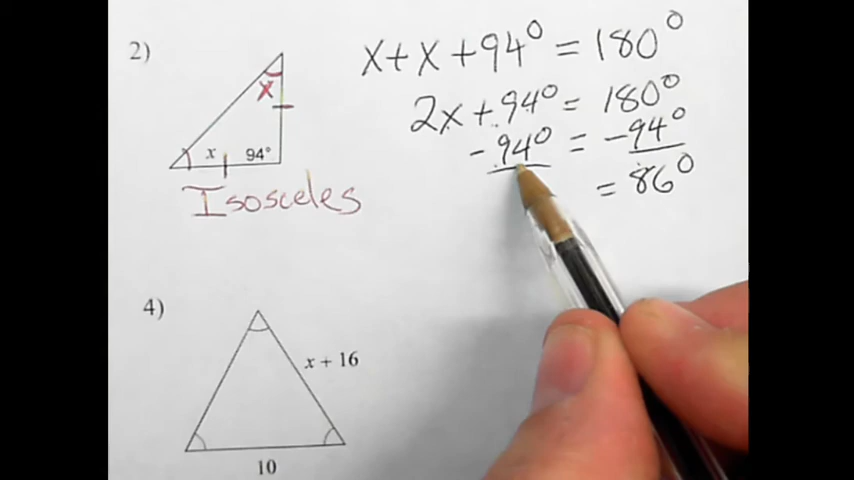 2)
x + x + 94° = 180°
x
2x + 94° = 180°
x 94°
- 94° = - 94°
= 86°
Isosceles
4)
x + 16
10